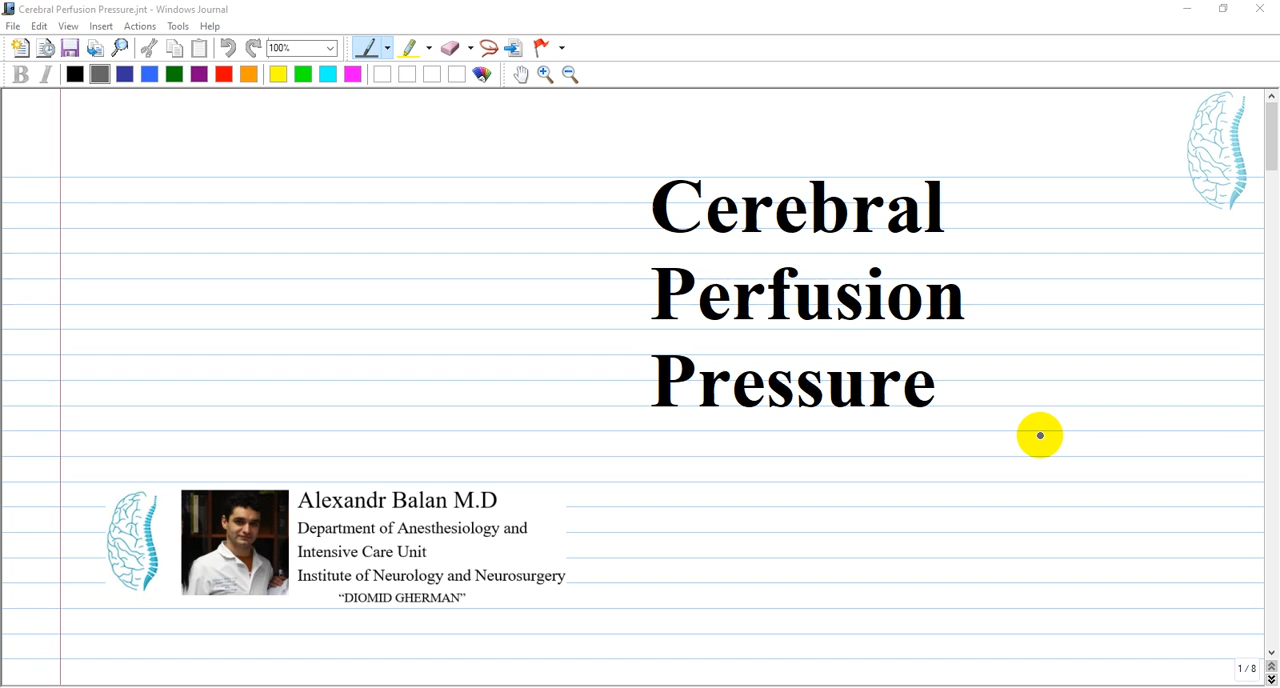 Cerebral Perfusion Pressure.jnt - Windows Journal
File Edit View Insert Actions Tools Help
100%
B I
Cerebral
Perfusion
Pressure
Alexandr Balan M.D
Department of Anesthesiology and
Intensive Care Unit
Institute of Neurology and Neurosurgery
“DIOMID GHERMAN”
1 / 8